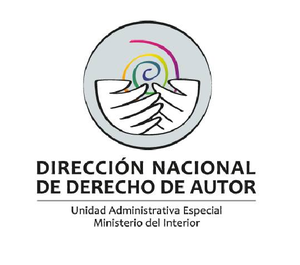 DIRECCIÓN NACIONAL
DE DERECHO DE AUTOR
Unidad Administrativa Especial
Ministerio del Interior